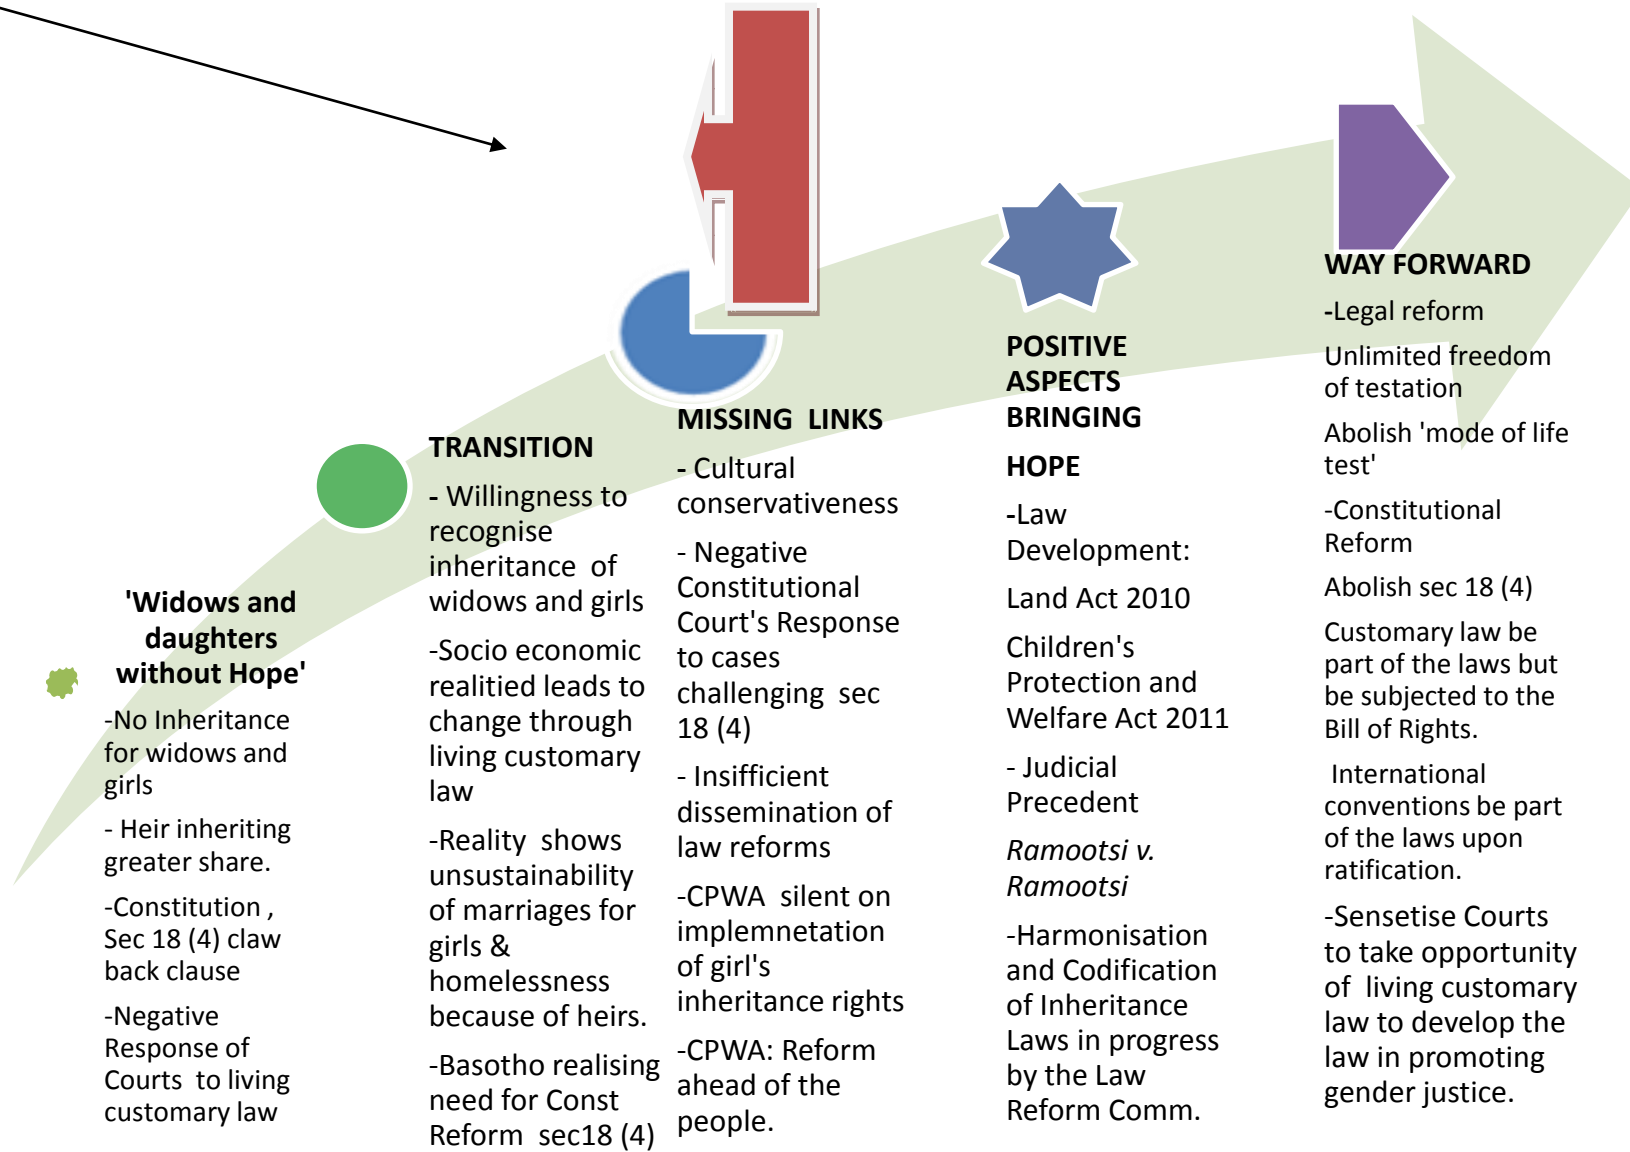 'Widows and
daughters
without Hope'
-No Inheritance
for widows and
girls
- Heir inheriting
greater share.
-Constitution ,
Sec 18 (4) claw
back clause
-Negative
Response of
Courts to living
customary law
TRANSITION
- Willingness to
recognise
inheritance of
widows and girls
-Socio economic
realitied leads to
change through
living customary
law
-Reality shows
unsustainability
of marriages for
girls &
homelessness
because of heirs.
-Basotho realising
need for Const
Reform sec18 (4)
MISSING LINKS
- Cultural
conservativeness
- Negative
Constitutional
Court's Response
to cases
challenging sec
18 (4)
- Insifficient
dissemination of
law reforms
-CPWA silent on
implemnetation
of girl's
inheritance rights
-CPWA: Reform
ahead of the
people.
POSITIVE
ASPECTS
BRINGING
HOPE
-Law
Development:
Land Act 2010
Children's
Protection and
Welfare Act 2011
- Judicial
Precedent
Ramootsi v.
Ramootsi
-Harmonisation
and Codification
of Inheritance
Laws in progress
by the Law
Reform Comm.
WAY FORWARD
-Legal reform
Unlimited freedom
of testation
Abolish 'mode of life
test'
-Constitutional
Reform
Abolish sec 18 (4)
Customary law be
part of the laws but
be subjected to the
Bill of Rights.
International
conventions be part
of the laws upon
ratification.
-Sensetise Courts
to take opportunity
of living customary
law to develop the
law in promoting
gender justice.